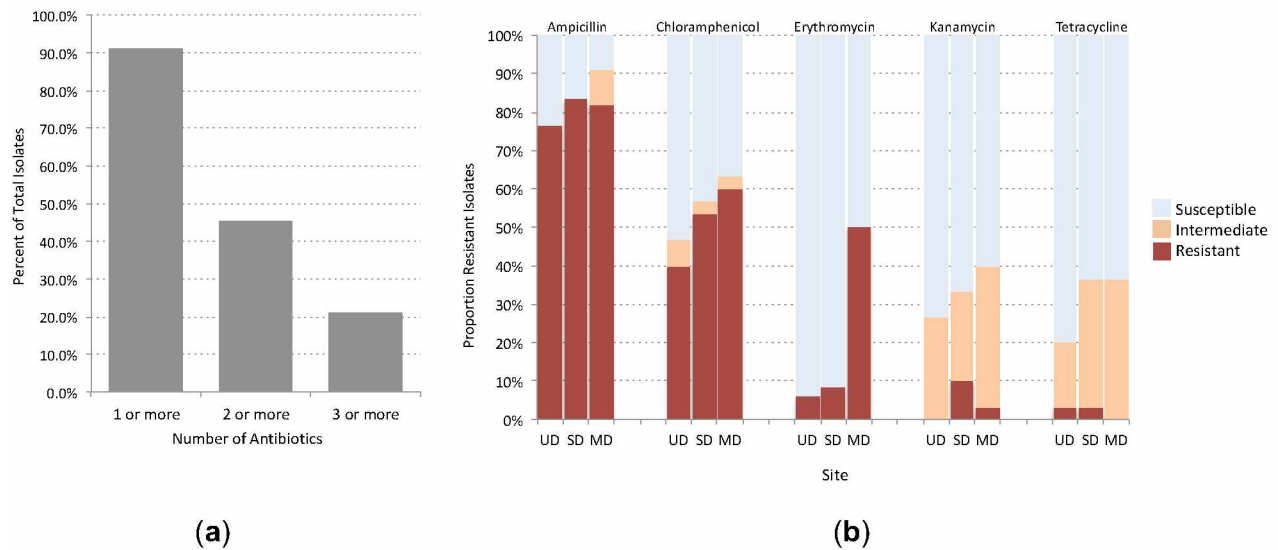 100.0%
90.0%
80.0%
70.0%
60.0%
50.0%
40.0%
30.0%
20.0%
10.0%
0.0%
Percent of Total Isolates
1 or more 2 or more 3 or more
Number of Antibiotics
(a)
Ampicillin Chloramphenicol Erythromycin Kanamycin Tetracycline
100%
90%
80%
70%
60%
50%
40%
30%
20%
10%
0%
Proportion Resistant Isolates
UD SD MD UD SD MD UD SD MD UD SD MD UD SD MD
Site
Susceptible
Intermediate
Resistant
(b)